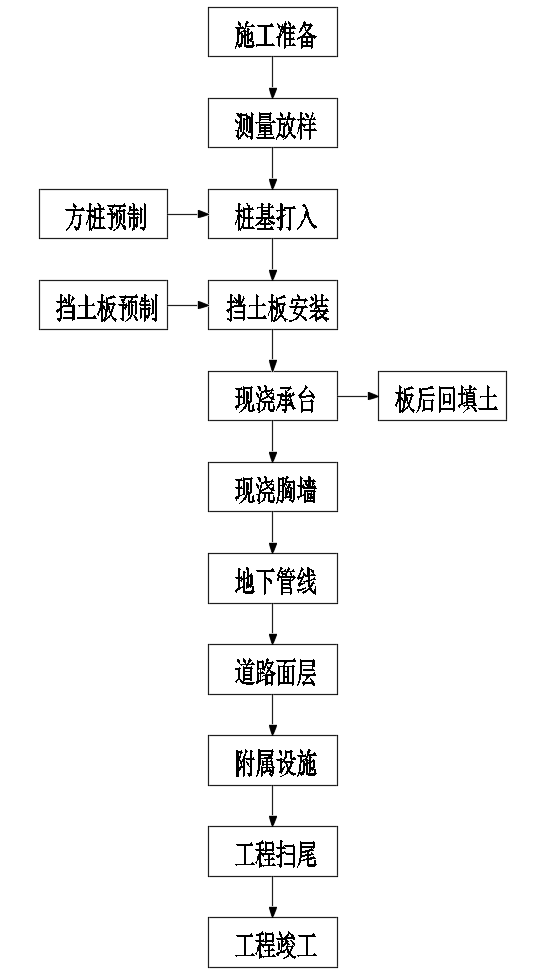 施工准备
测量放样
方桩预制
桩基打入
挡土板预制
挡土板安装
现浇承台
板后回填土
现浇胸墙
地下管线
道路面层
附属设施
工程扫尾
工程竣工